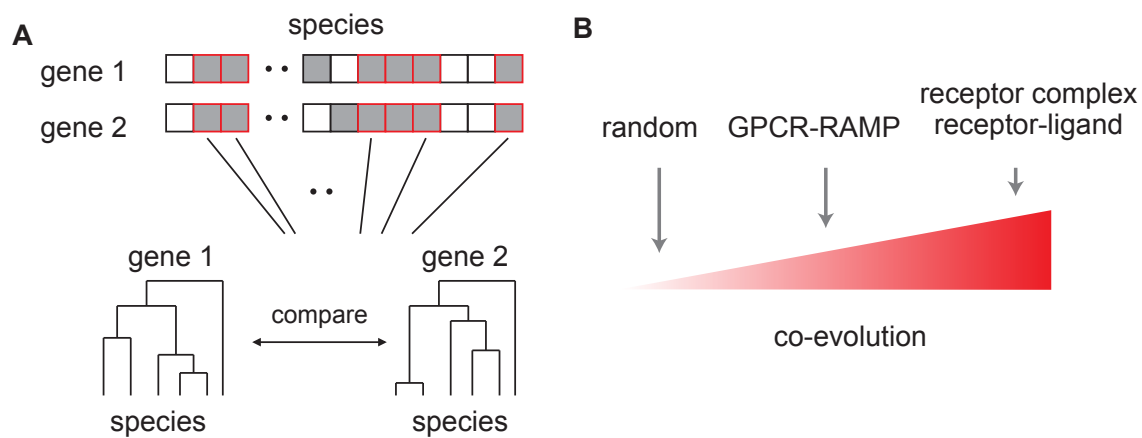 A
species
gene 1
gene 2
gene 1
gene 2
compare
species
species
B
random
GPCR-RAMP
receptor complex
receptor-ligand
co-evolution